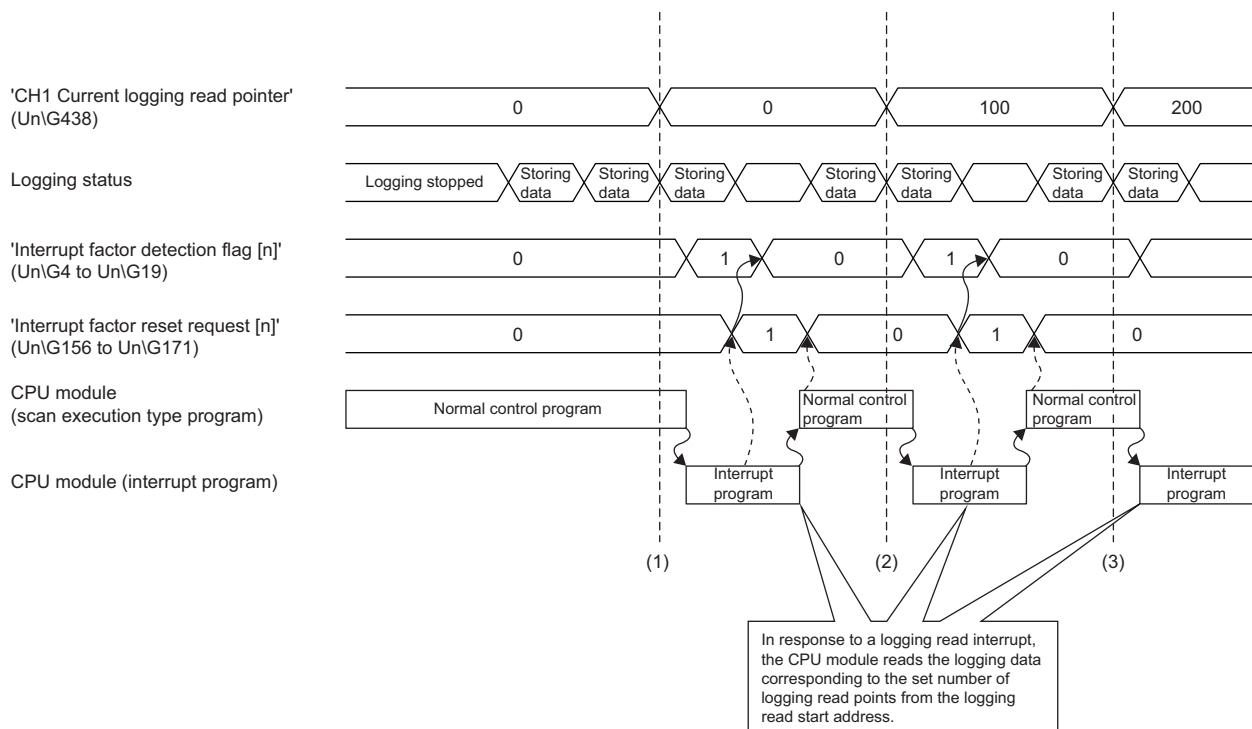 'CH1 Current logging read pointer'
(Un\G438)
0
0
100
200
Logging status
Logging stopped
Storing
data
Storing
data
Storing
data
Storing
data
Storing
data
Storing
data
Storing
data
'Interrupt factor detection flag [n]'
(Un\G4 to Un\G19)
0
1
0
1
0
'Interrupt factor reset request [n]'
(Un\G156 to Un\G171)
0
1
0
1
0
CPU module
(scan execution type program)
Normal control program
Normal control
program
Normal control
program
CPU module (interrupt program)
Interrupt
program
Interrupt
program
Interrupt
program
(1)
(2)
(3)
In response to a logging read interrupt,
the CPU module reads the logging data
corresponding to the set number of
logging read points from the logging
read start address.